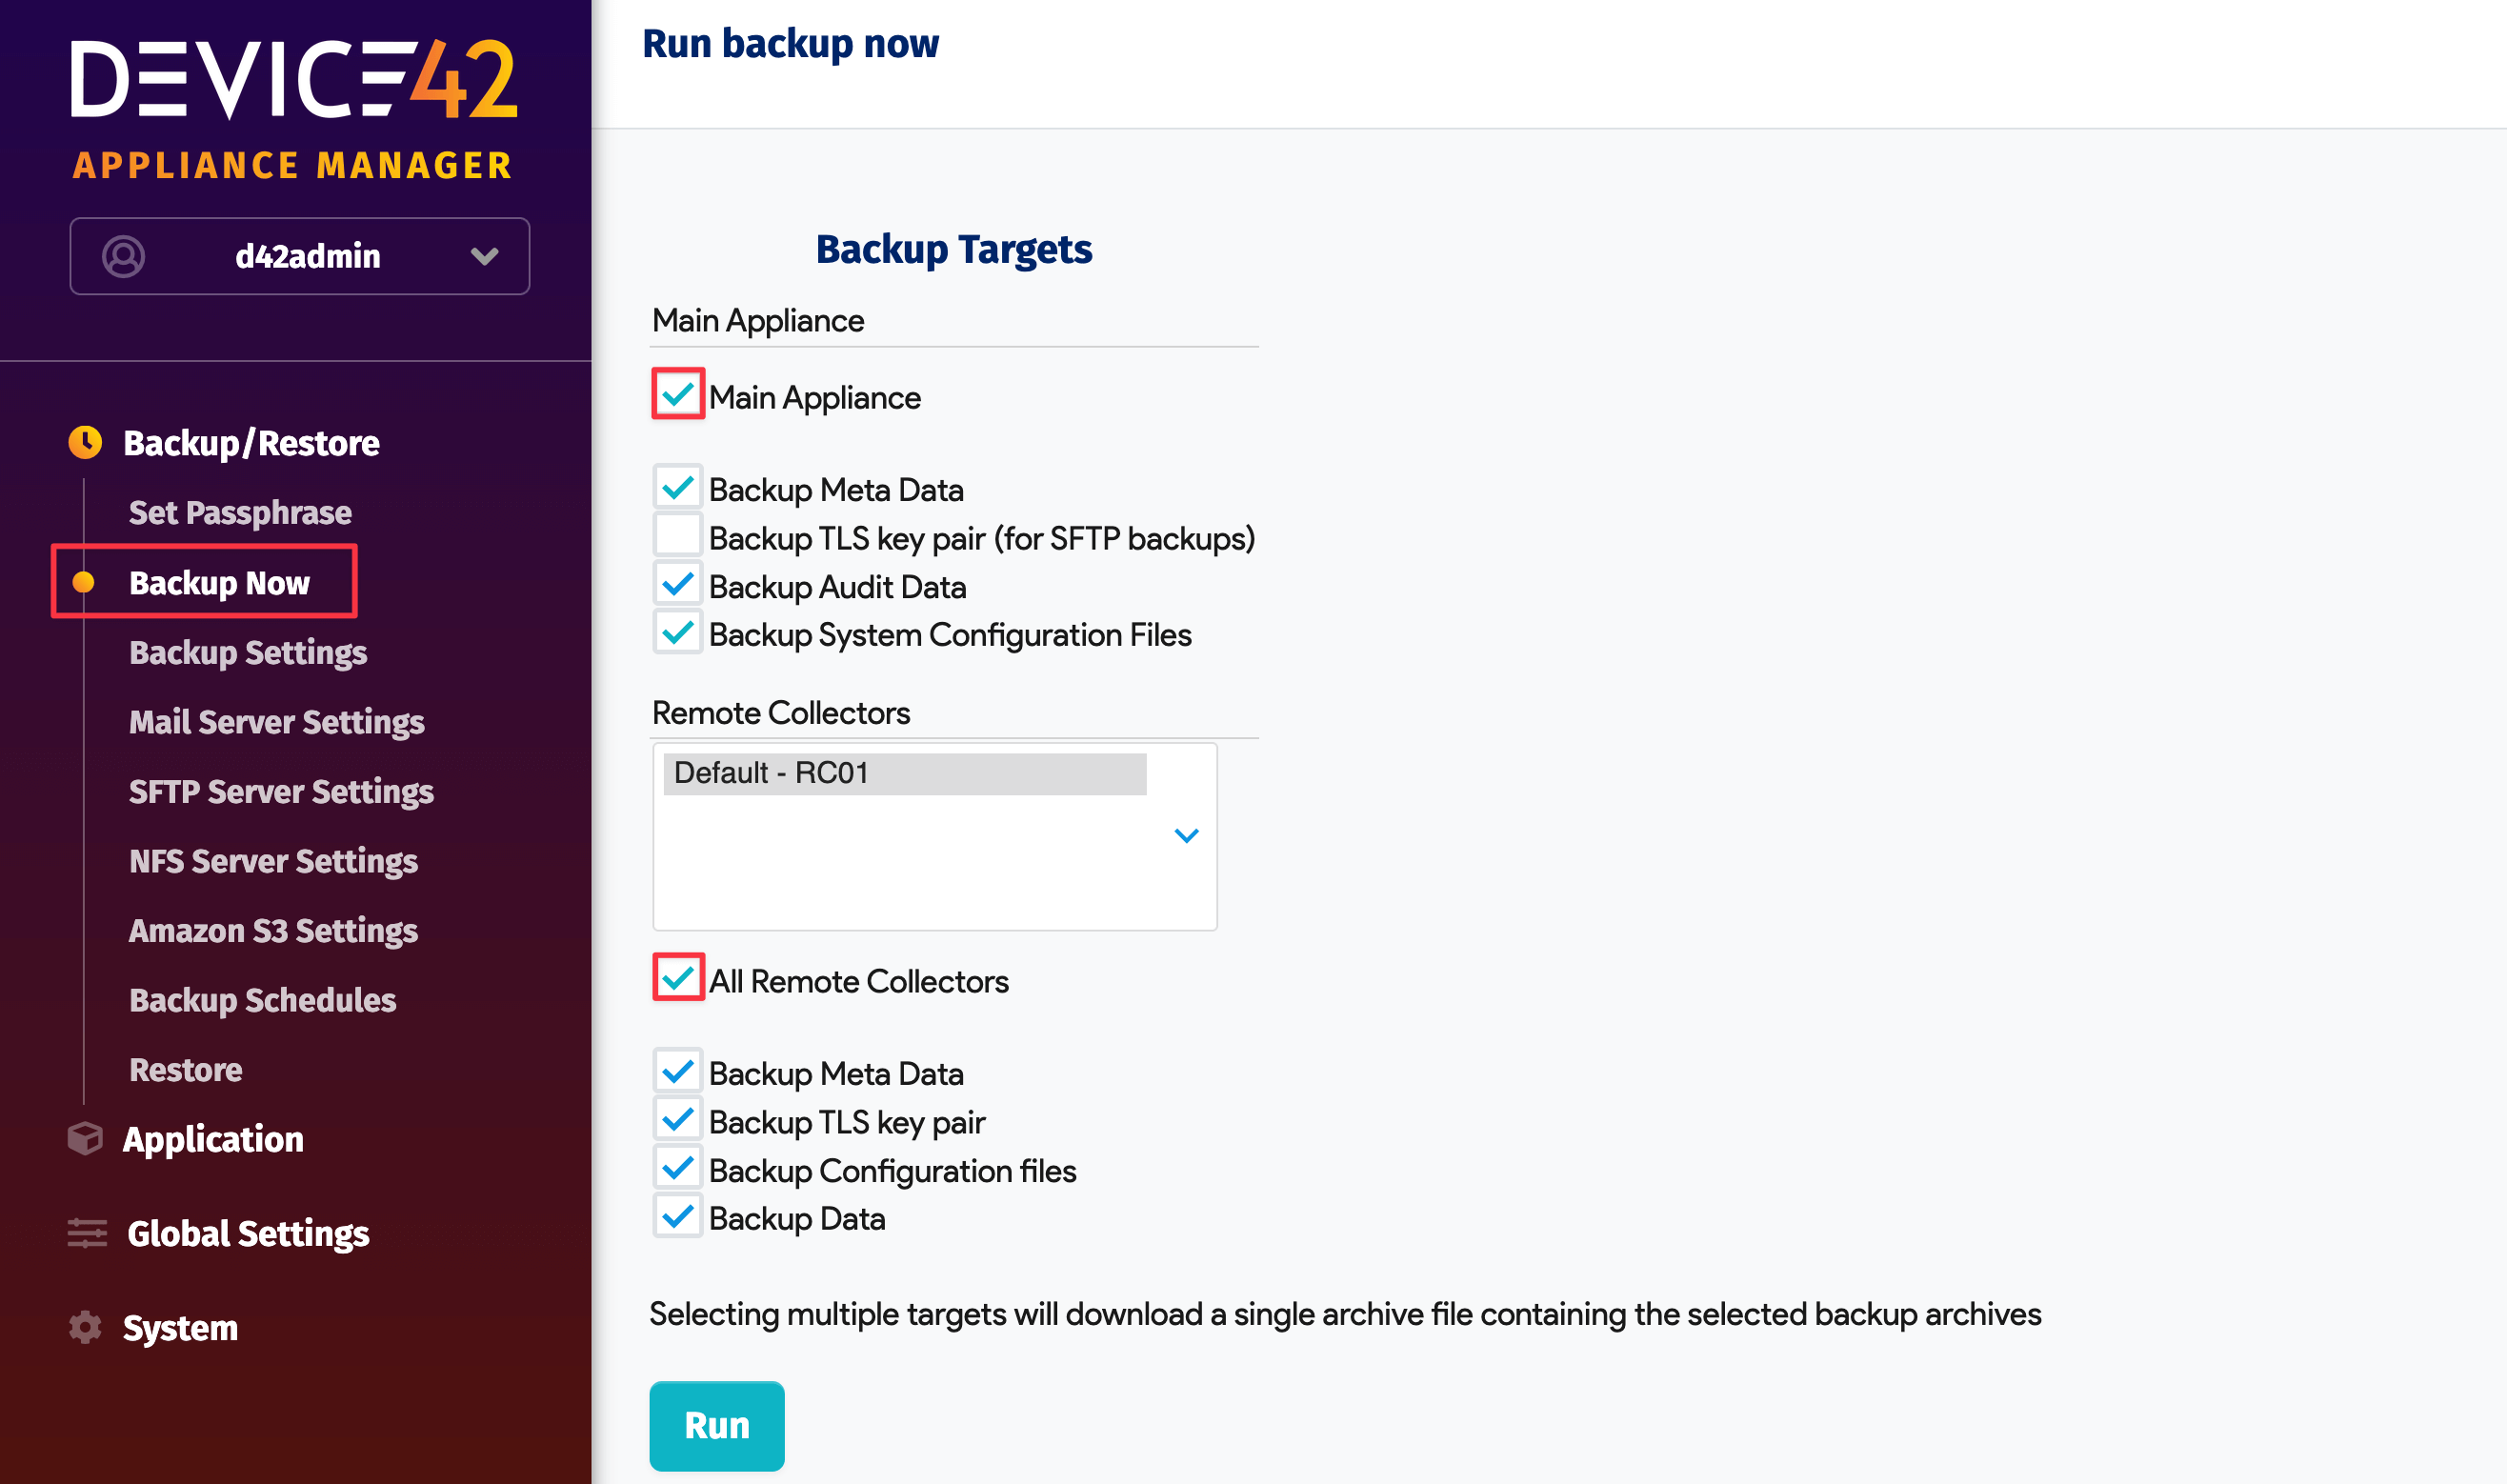 DEVICE42
APPLIANCE MANAGER
d42admin
Backup/Restore
Set Passphrase
Backup Now
Backup Settings
Mail Server Settings
SFTP Server Settings
NFS Server Settings
Amazon S3 Settings
Backup Schedules
Restore
Application
Global Settings
System
Run backup now
Backup Targets
Main Appliance
Main Appliance
Backup Meta Data
Backup TLS key pair (for SFTP backups)
Backup Audit Data
Backup System Configuration Files
Remote Collectors
Default - RC01
All Remote Collectors
Backup Meta Data
Backup TLS key pair
Backup Configuration files
Backup Data
Selecting multiple targets will download a single archive file containing the selected backup archives
Run